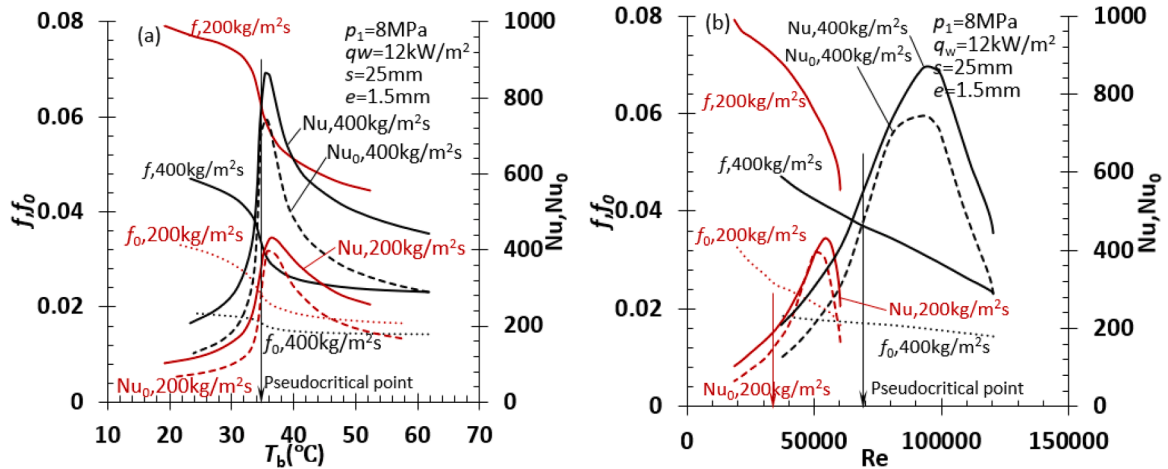 (a)
f,200kg/m²s
p₁=8MPa
qw=12kW/m²
s=25mm
e=1.5mm
Nu,400kg/m²s
Nu₀,400kg/m²s
f,400kg/m²s
f₀,200kg/m²s
Nu,200kg/m²s
f₀,400kg/m²s
Nu₀,200kg/m²s
Pseudocritical point
0.08
0.06
0.04
0.02
0
f,f₀
1000
800
600
400
200
0
Nu,Nu₀
10 20 30 40 50 60 70
T_b(°C)
(b)
Nu,400kg/m²s
Nu₀,400kg/m²s
p₁=8MPa
q_w=12kW/m²
s=25mm
e=1.5mm
f,200kg/m²s
f,400kg/m²s
f₀,200kg/m²s
Nu,200kg/m²s
f₀,400kg/m²s
Nu₀,200kg/m²s
Pseudocritical point
0.08
0.06
0.04
0.02
0
f,f₀
1000
800
600
400
200
0
Nu,Nu₀
0 50000 100000 150000
Re